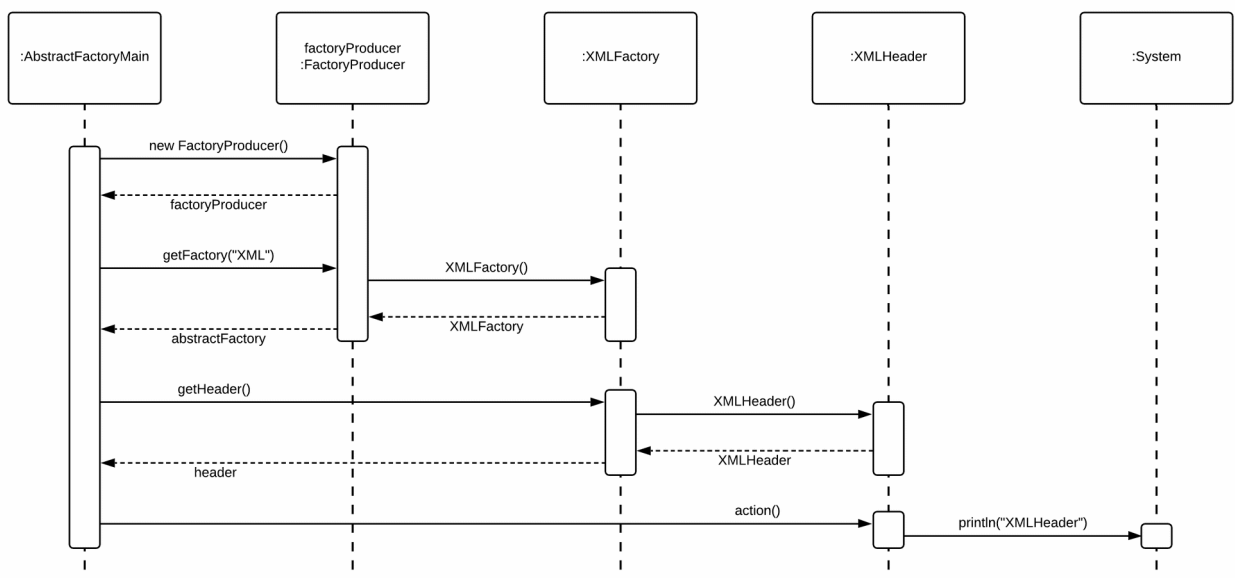 :AbstractFactoryMain
factoryProducer
:FactoryProducer
:XMLFactory
:XMLHeader
:System
new FactoryProducer()
factoryProducer
getFactory("XML")
XMLFactory()
XMLFactory
abstractFactory
getHeader()
XMLHeader()
XMLHeader
header
action()
println("XMLHeader")